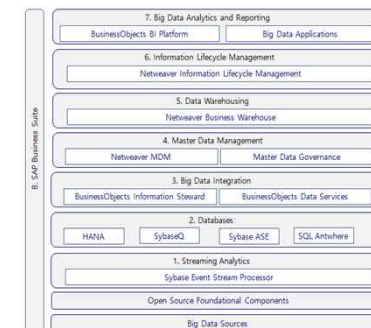 7. Big Data Analytics and Reporting
BusinessObjects BI Platform
Big Data Applications
6. Information Lifecycle Management
Netweaver Information Lifecycle Management
5. Data Warehousing
Netweaver Business Warehouse
4. Master Data Management
Netweaver MDM
Master Data Governance
3. Big Data Integration
BusinessObjects Information Steward
BusinessObjects Data Services
2. Databases
HANA
SybaseQ
Sybase ASE
SQL Antwhere
1. Streaming Analytics
Sybase Event Stream Processor
Open Source Foundational Components
Big Data Sources
8. SAP Business Suite